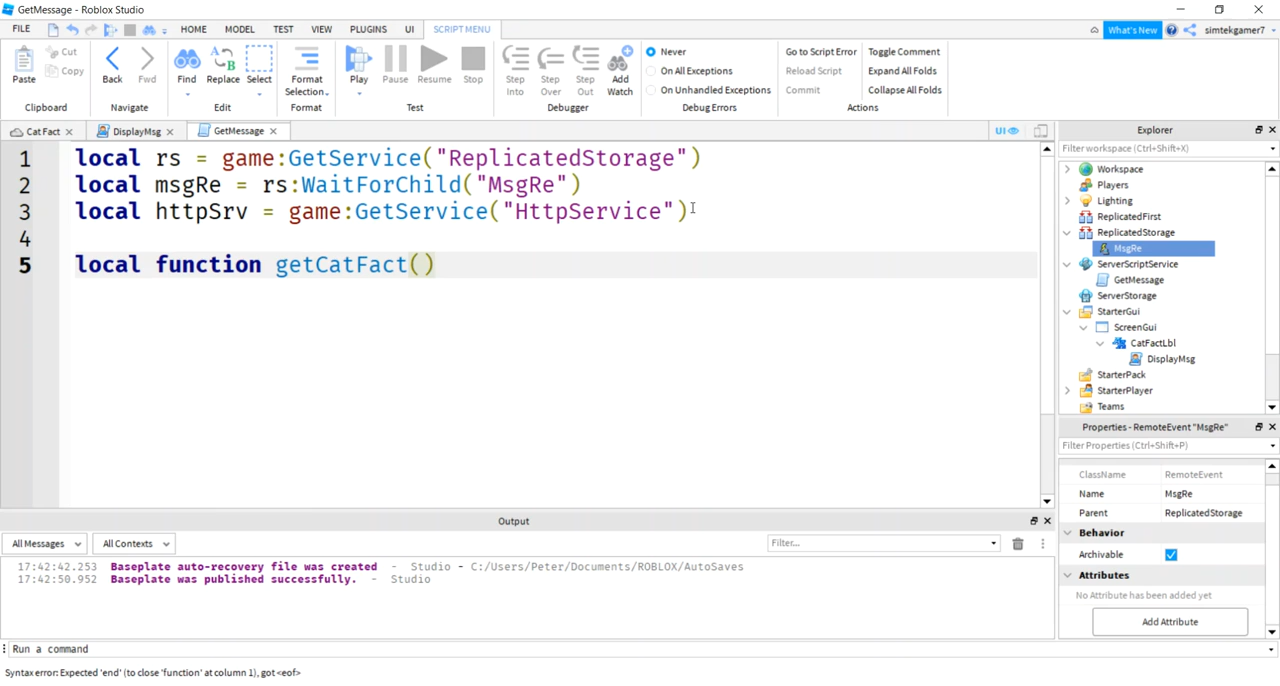 GetMessage - Roblox Studio
FILE HOME MODEL TEST VIEW PLUGINS UI SCRIPT MENU What's New simtekgamer7
Paste Cut Copy Back Fwd Find Replace Select Format Selection Play Pause Resume Stop Step Into Step Over Step Out Add Watch
Never Go to Script Error Toggle Comment
On All Exceptions Reload Script Expand All Folds
On Unhandled Exceptions Commit Collapse All Folds
Clipboard Navigate Edit Format Test Debugger Debug Errors Actions
Cat Fact DisplayMsg GetMessage UI
1 local rs = game:GetService("ReplicatedStorage")
2 local msgRe = rs:WaitForChild("MsgRe")
3 local httpSrv = game:GetService("HttpService")
4
5 local function getCatFact()
Explorer
Filter workspace (Ctrl+Shift+X)
Workspace
Players
Lighting
ReplicatedFirst
ReplicatedStorage
MsgRe
ServerScriptService
GetMessage
ServerStorage
StarterGui
ScreenGui
CatFactLbl
DisplayMsg
StarterPack
StarterPlayer
Teams
Properties - RemoteEvent "MsgRe"
Filter Properties (Ctrl+Shift+P)
ClassName RemoteEvent
Name MsgRe
Parent ReplicatedStorage
Behavior
Archivable
Attributes
No Attribute has been added yet
Add Attribute
Output
All Messages All Contexts Filter...
17:42:42.253 Baseplate auto-recovery file was created - Studio - C:/Users/Peter/Documents/ROBLOX/AutoSaves
17:42:50.952 Baseplate was published successfully. - Studio
Run a command
Syntax error: Expected 'end' (to close 'function' at column 1), got <eof>